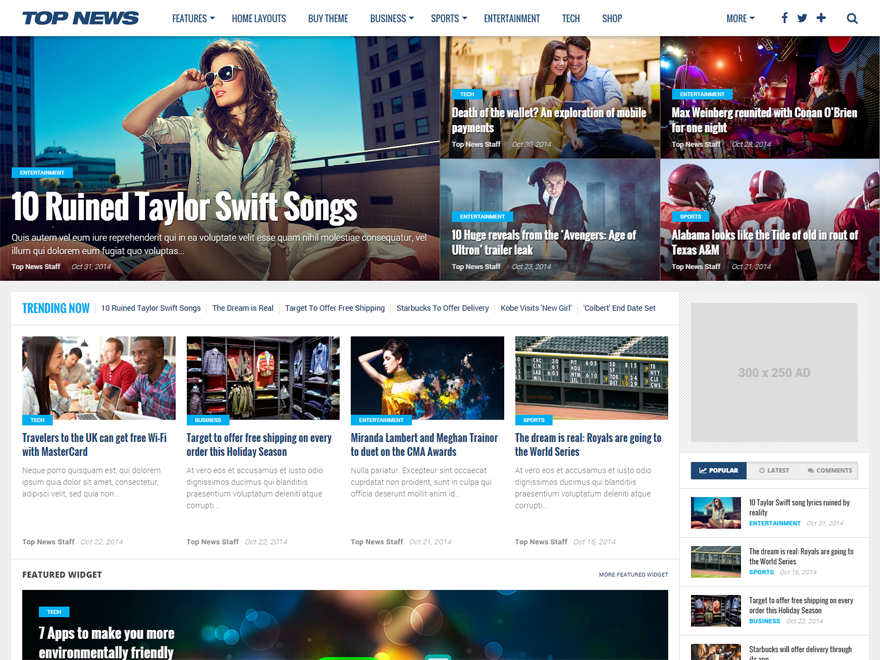 TOP NEWS
FEATURES HOME LAYOUTS BUY THEME BUSINESS SPORTS ENTERTAINMENT TECH SHOP MORE
ENTERTAINMENT
10 Ruined Taylor Swift Songs
Quis autem vel eum iure reprehenderit qui in ea voluptate velit esse quam nihil molestiae consequatur, vel
illum qui dolorem eum fugiat quo voluptas...
Top News Staff Oct 31, 2014
TECH
Death of the wallet? An exploration of mobile
payments
Top News Staff Oct 30, 2014
ENTERTAINMENT
Max Weinberg reunited with Conan O'Brien
for one night
Top News Staff Oct 28, 2014
ENTERTAINMENT
10 Huge reveals from the 'Avengers: Age of
Ultron' trailer leak
Top News Staff Oct 23, 2014
SPORTS
Alabama looks like the Tide of old in rout of
Texas A&M
Top News Staff Oct 21, 2014
TRENDING NOW 10 Ruined Taylor Swift Songs The Dream is Real Target To Offer Free Shipping Starbucks To Offer Delivery Kobe Visits 'New Girl' 'Colbert' End Date Set
TECH
Travelers to the UK can get free Wi-Fi
with MasterCard
Neque porro quisquam est, qui dolorem
ipsum quia dolor sit amet, consectetur,
adipisci velit, sed quia non...
Top News Staff Oct 22, 2014
BUSINESS
Target to offer free shipping on every
order this Holiday Season
At vero eos et accusamus et iusto odio
dignissimos ducimus qui blanditiis
praesentium voluptatum deleniti atque
corrupti...
Top News Staff Oct 22, 2014
ENTERTAINMENT
Miranda Lambert and Meghan Trainor
to duet on the CMA Awards
Nulla pariatur. Excepteur sint occaecat
cupidatat non proident, sunt in culpa qui
officia deserunt mollit anim id...
Top News Staff Oct 21, 2014
SPORTS
The dream is real: Royals are going to
the World Series
At vero eos et accusamus et iusto odio
dignissimos ducimus qui blanditiis
praesentium voluptatum deleniti atque
corrupti...
Top News Staff Oct 18, 2014
FEATURED WIDGET MORE FEATURED WIDGET
TECH
7 Apps to make you more
environmentally friendly
300 x 250 AD
POPULAR LATEST COMMENTS
10 Taylor Swift song lyrics ruined by
reality
ENTERTAINMENT Oct 31, 2014
The dream is real: Royals are going to
the World Series
SPORTS Oct 18, 2014
Target to offer free shipping on every
order this Holiday Season
BUSINESS Oct 22, 2014
Starbucks will offer delivery through